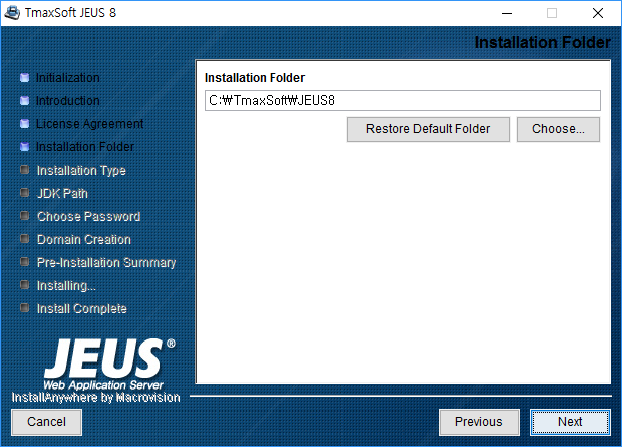 TmaxSoft JEUS 8
Installation Folder
Initialization
Introduction
License Agreement
Installation Folder
Installation Type
JDK Path
Choose Password
Domain Creation
Pre-Installation Summary
Installing...
Install Complete
Installation Folder
C:₩TmaxSoft₩JEUS8
Restore Default Folder
Choose...
JEUS®
Web Application Server
InstallAnywhere by Macrovision
Cancel
Previous
Next